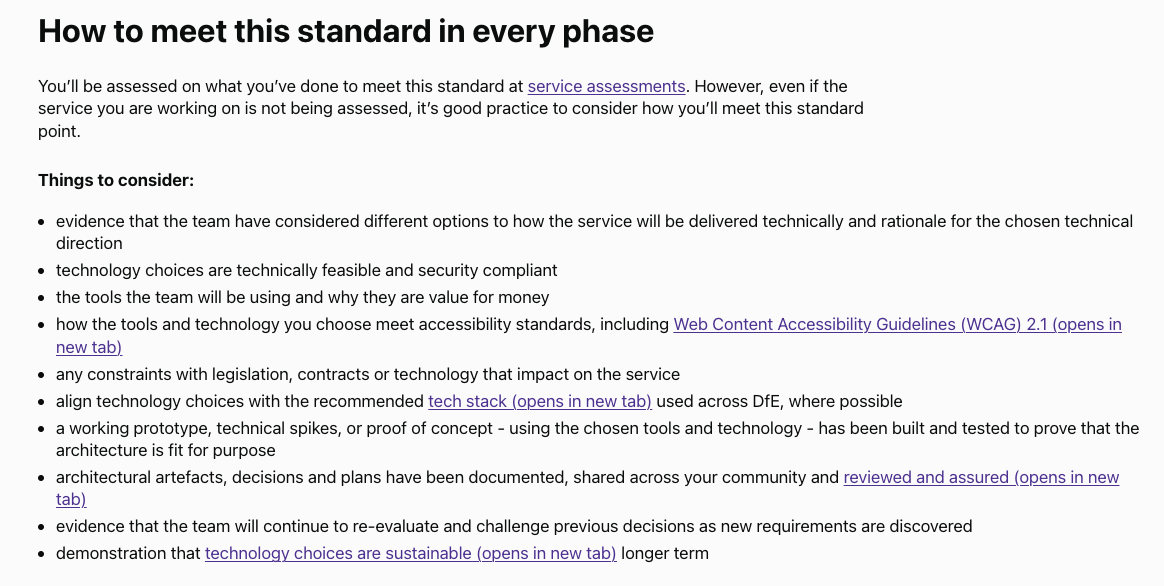 How to meet this standard in every phase
You’ll be assessed on what you’ve done to meet this standard at service assessments. However, even if the
service you are working on is not being assessed, it’s good practice to consider how you’ll meet this standard
point.
Things to consider:
• evidence that the team have considered different options to how the service will be delivered technically and rationale for the chosen technical
direction
• technology choices are technically feasible and security compliant
• the tools the team will be using and why they are value for money
• how the tools and technology you choose meet accessibility standards, including Web Content Accessibility Guidelines (WCAG) 2.1 (opens in
new tab)
• any constraints with legislation, contracts or technology that impact on the service
• align technology choices with the recommended tech stack (opens in new tab) used across DfE, where possible
• a working prototype, technical spikes, or proof of concept - using the chosen tools and technology - has been built and tested to prove that the
architecture is fit for purpose
• architectural artefacts, decisions and plans have been documented, shared across your community and reviewed and assured (opens in new
tab)
• evidence that the team will continue to re-evaluate and challenge previous decisions as new requirements are discovered
• demonstration that technology choices are sustainable (opens in new tab) longer term